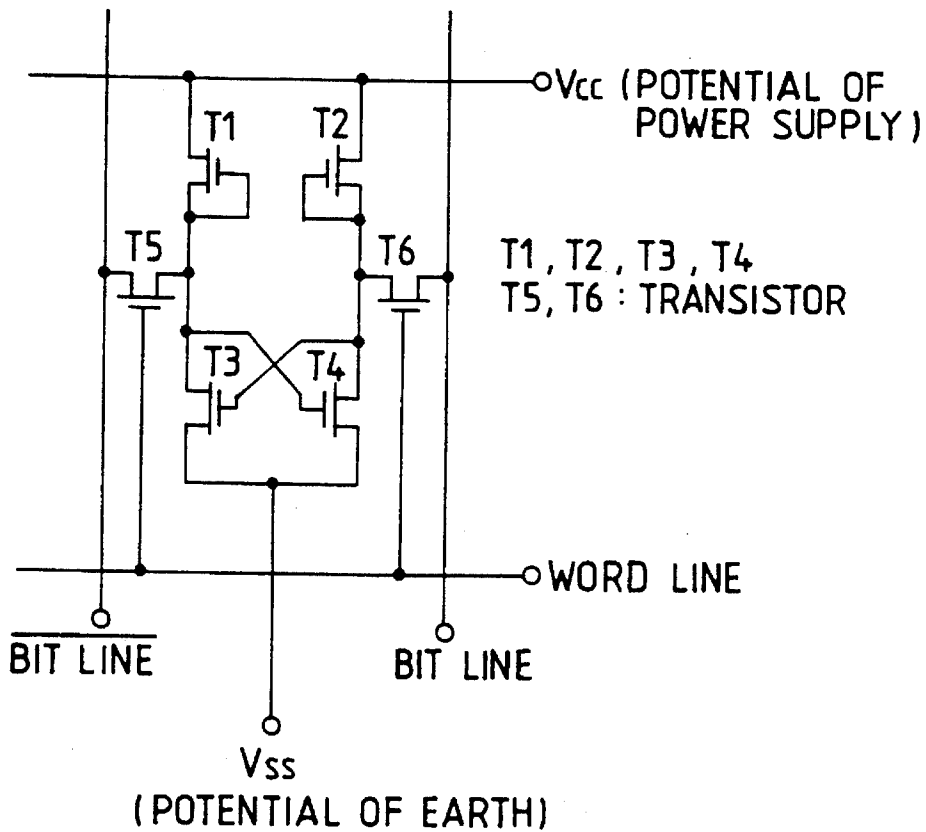 Vcc (POTENTIAL OF
POWER SUPPLY)
T1
T2
T5
T6
T1, T2, T3, T4
T5, T6 : TRANSISTOR
T3
T4
WORD LINE
BIT LINE
BIT LINE
Vss
(POTENTIAL OF EARTH)